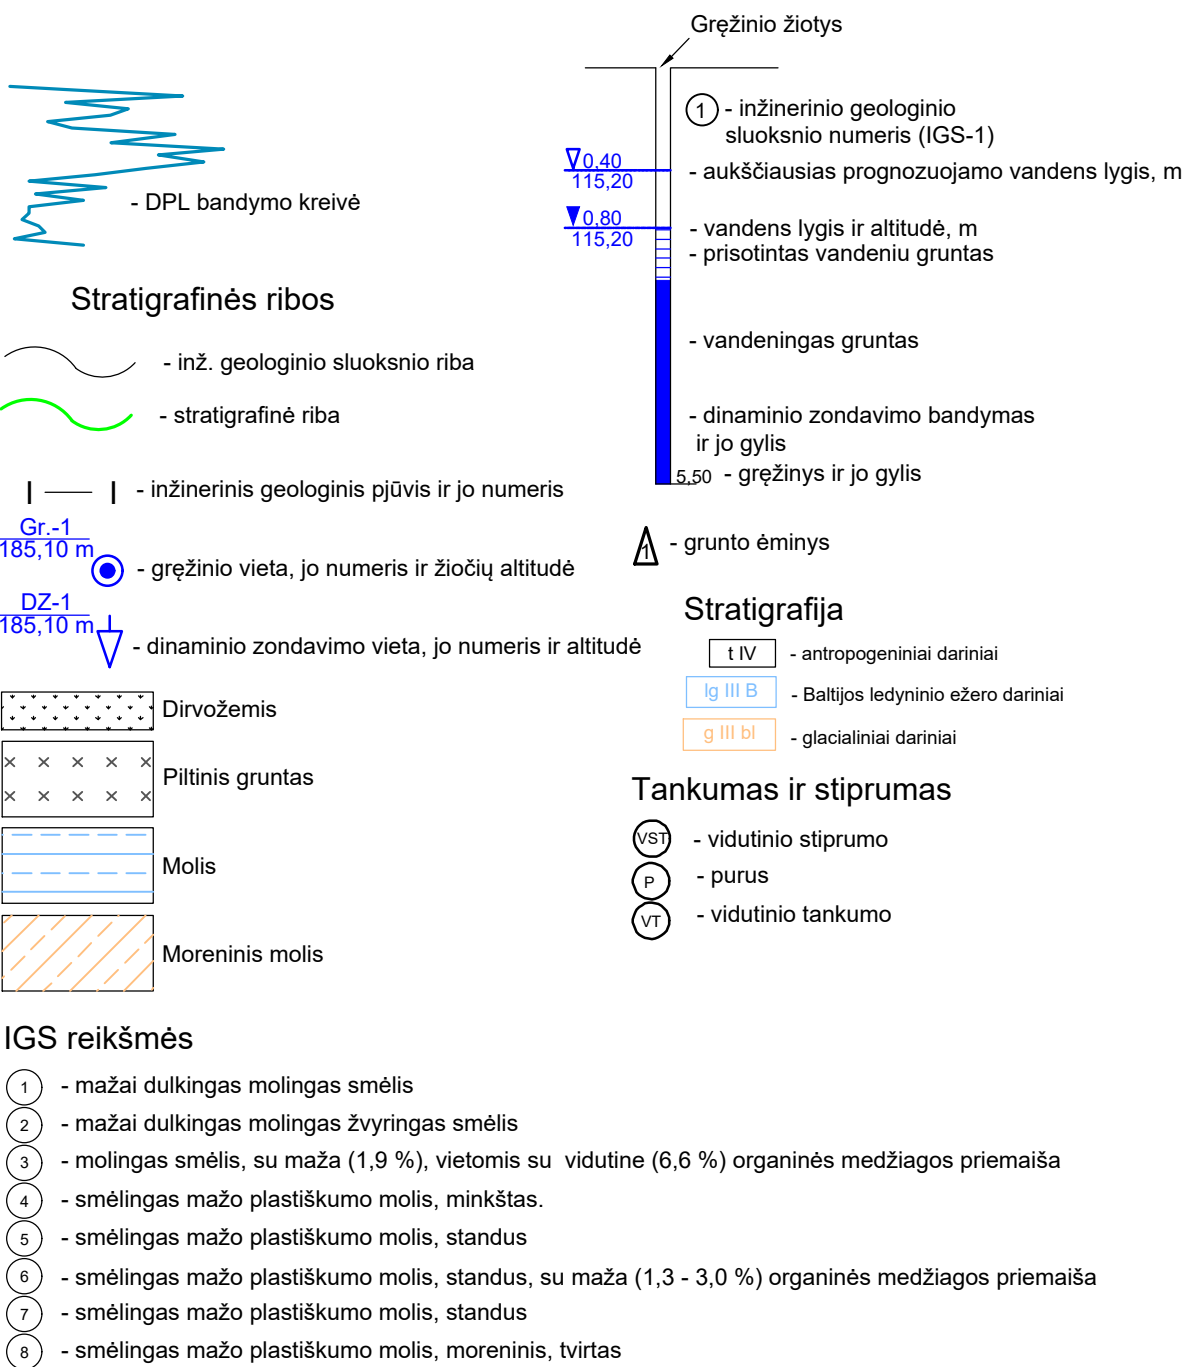 Gręžinio žiotys
1 - inžinerinio geologinio
sluoksnio numeris (IGS-1)
0,40
115,20
- aukščiausias prognozuojamo vandens lygis, m
0,80
115,20
- vandens lygis ir altitudė, m
- prisotintas vandeniu gruntas
- vandeningas gruntas
- dinaminio zondavimo bandymas
ir jo gylis
5,50 - gręžinys ir jo gylis
1 - grunto ėminys
- DPL bandymo kreivė
Stratigrafinės ribos
- inž. geologinio sluoksnio riba
- stratigrafinė riba
- inžinerinis geologinis pjūvis ir jo numeris
Gr.-1
185,10 m
- gręžinio vieta, jo numeris ir žiočių altitudė
DZ-1
185,10 m
- dinaminio zondavimo vieta, jo numeris ir altitudė
Dirvožemis
Piltinis gruntas
Molis
Moreninis molis
Stratigrafija
t IV - antropogeniniai dariniai
lg III B - Baltijos ledyninio ežero dariniai
g III bl - glacialiniai dariniai
Tankumas ir stiprumas
VST - vidutinio stiprumo
P - purus
VT - vidutinio tankumo
IGS reikšmės
1 - mažai dulkingas molingas smėlis
2 - mažai dulkingas molingas žvyringas smėlis
3 - molingas smėlis, su maža (1,9 %), vietomis su vidutine (6,6 %) organinės medžiagos priemaiša
4 - smėlingas mažo plastiškumo molis, minkštas.
5 - smėlingas mažo plastiškumo molis, standus
6 - smėlingas mažo plastiškumo molis, standus, su maža (1,3 - 3,0 %) organinės medžiagos priemaiša
7 - smėlingas mažo plastiškumo molis, standus
8 - smėlingas mažo plastiškumo molis, moreninis, tvirtas